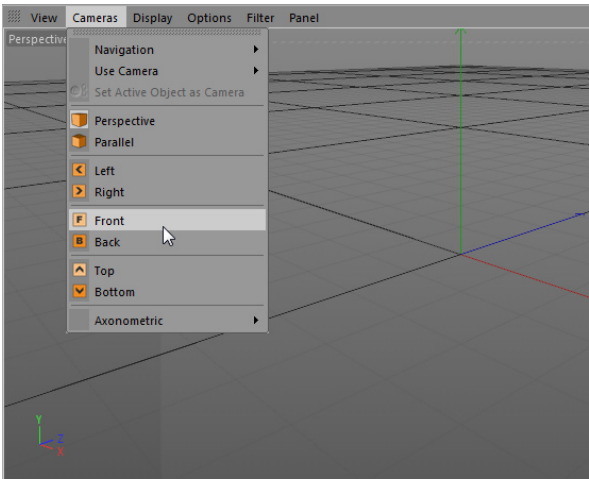 View Cameras Display Options Filter Panel
Perspective
Navigation
Use Camera
Set Active Object as Camera
Perspective
Parallel
Left
Right
F Front
B Back
Top
Bottom
Axonometric
Y
Z
X